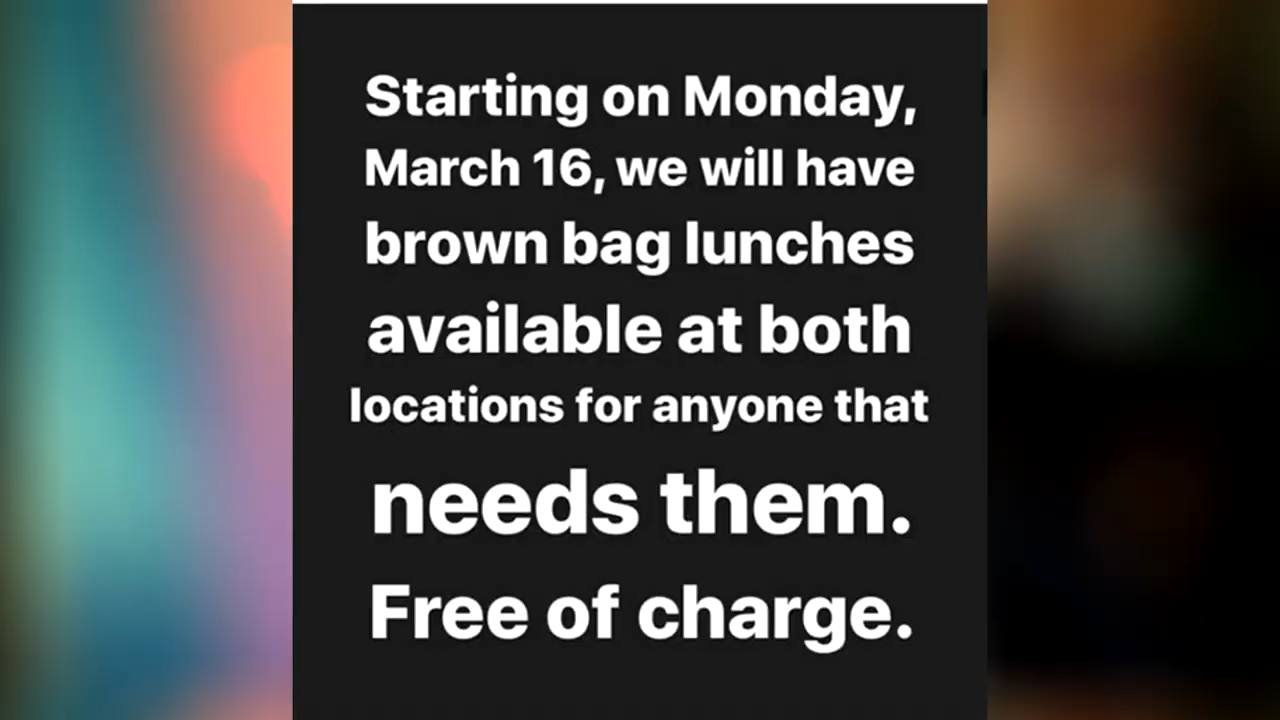 Starting on Monday,
March 16, we will have
brown bag lunches
available at both
locations for anyone that
needs them.
Free of charge.